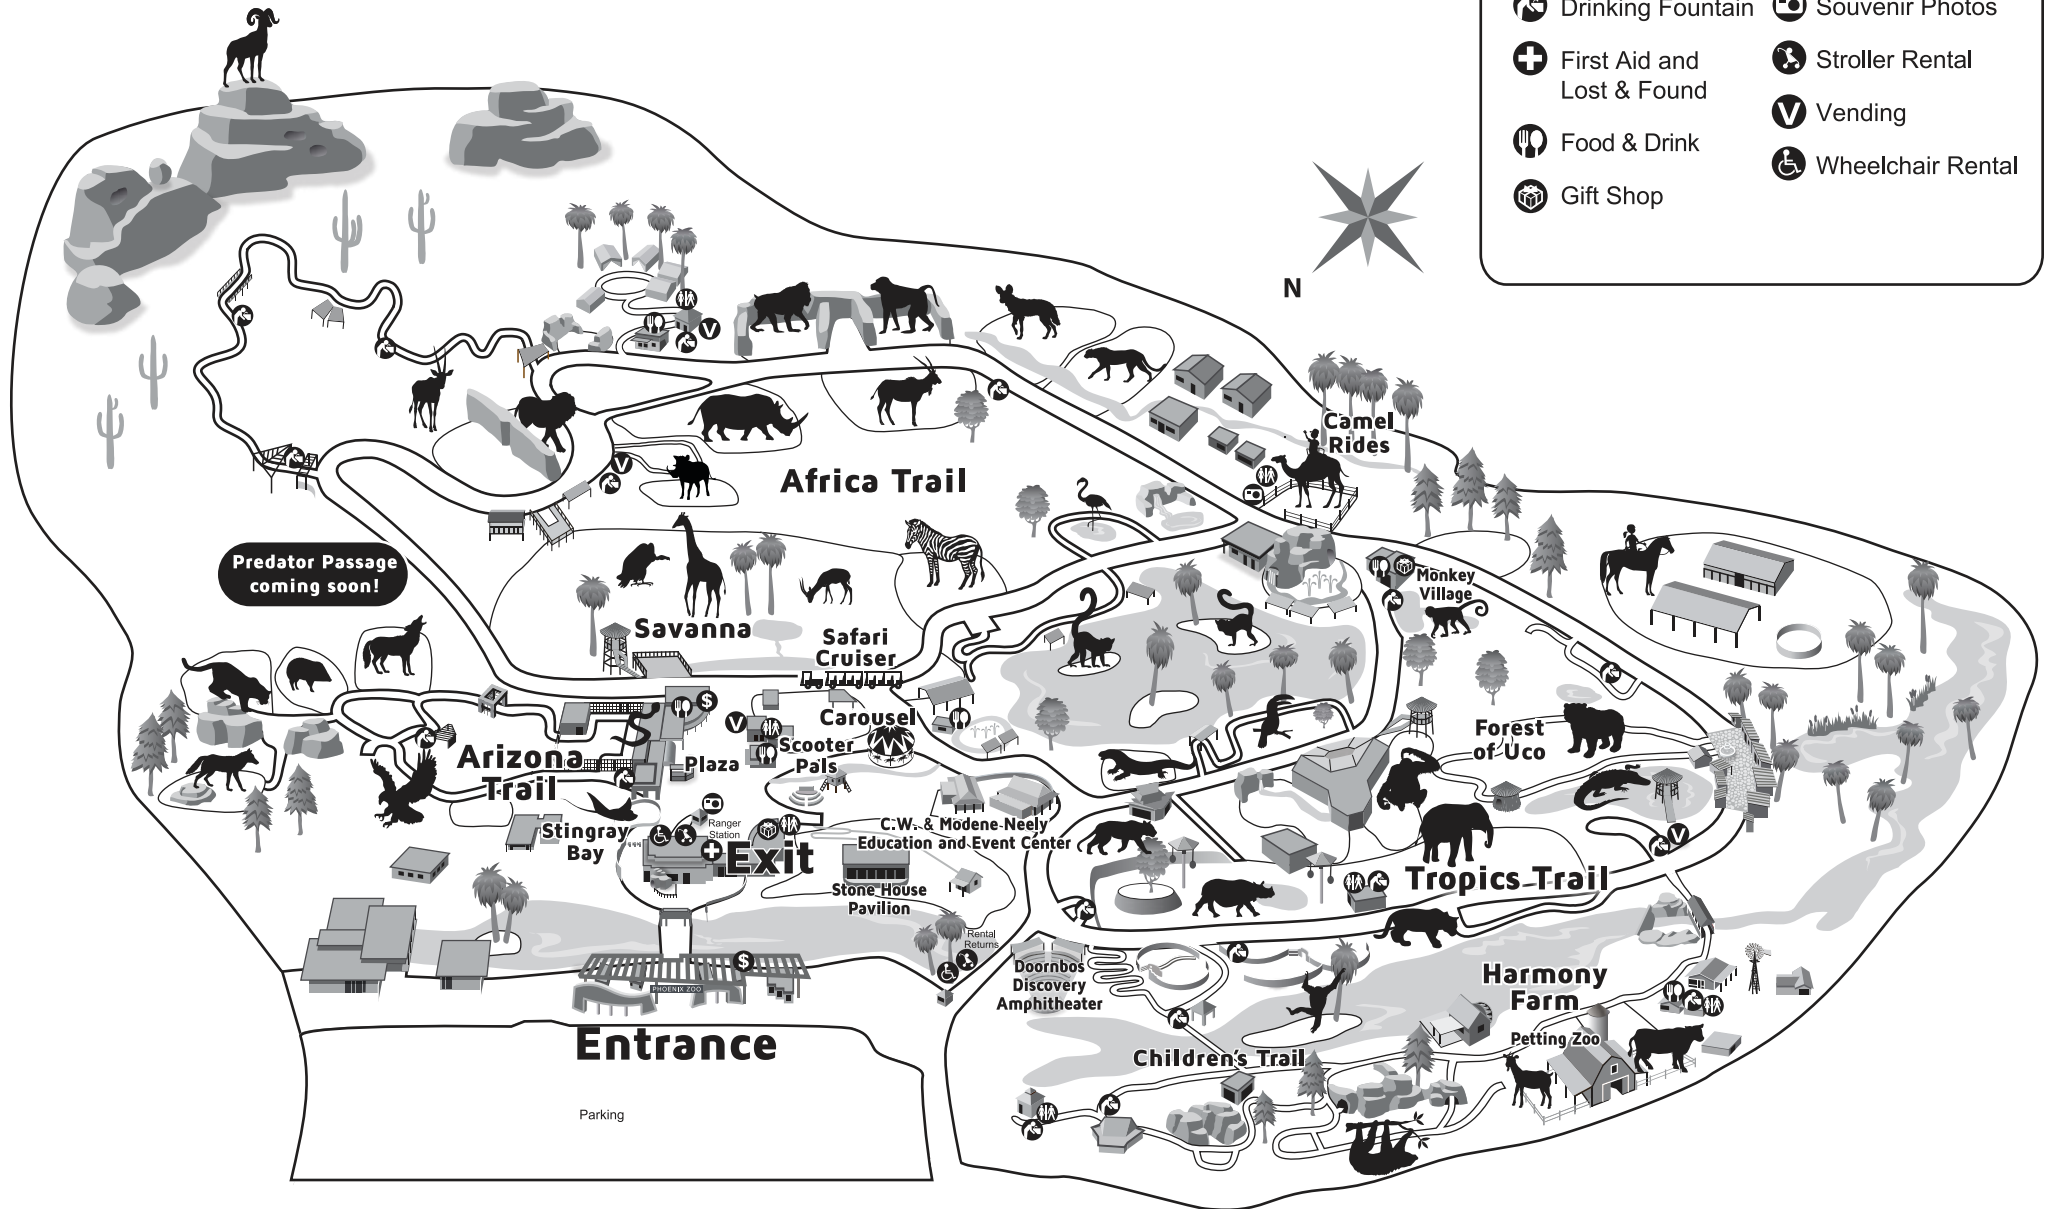 Drinking Fountain
Souvenir Photos
First Aid and
Lost & Found
Stroller Rental
V Vending
Food & Drink
Wheelchair Rental
Gift Shop
N
Camel
Rides
V
Africa Trail
V
Predator Passage
coming soon!
Monkey
Village
Savanna
Safari
Cruiser
$
V
Carousel
Scooter
Pals
Plaza
Arizona
Trail
Forest
of Uco
Stingray
Bay
Ranger
Station
Exit
C.W. & Modene Neely
Education and Event Center
Stone House
Pavilion
V
Tropics Trail
Rental
Returns
$
PHOENIX ZOO
Doornbos
Discovery
Amphitheater
Harmony
Farm
Petting Zoo
Entrance
Children's Trail
Parking